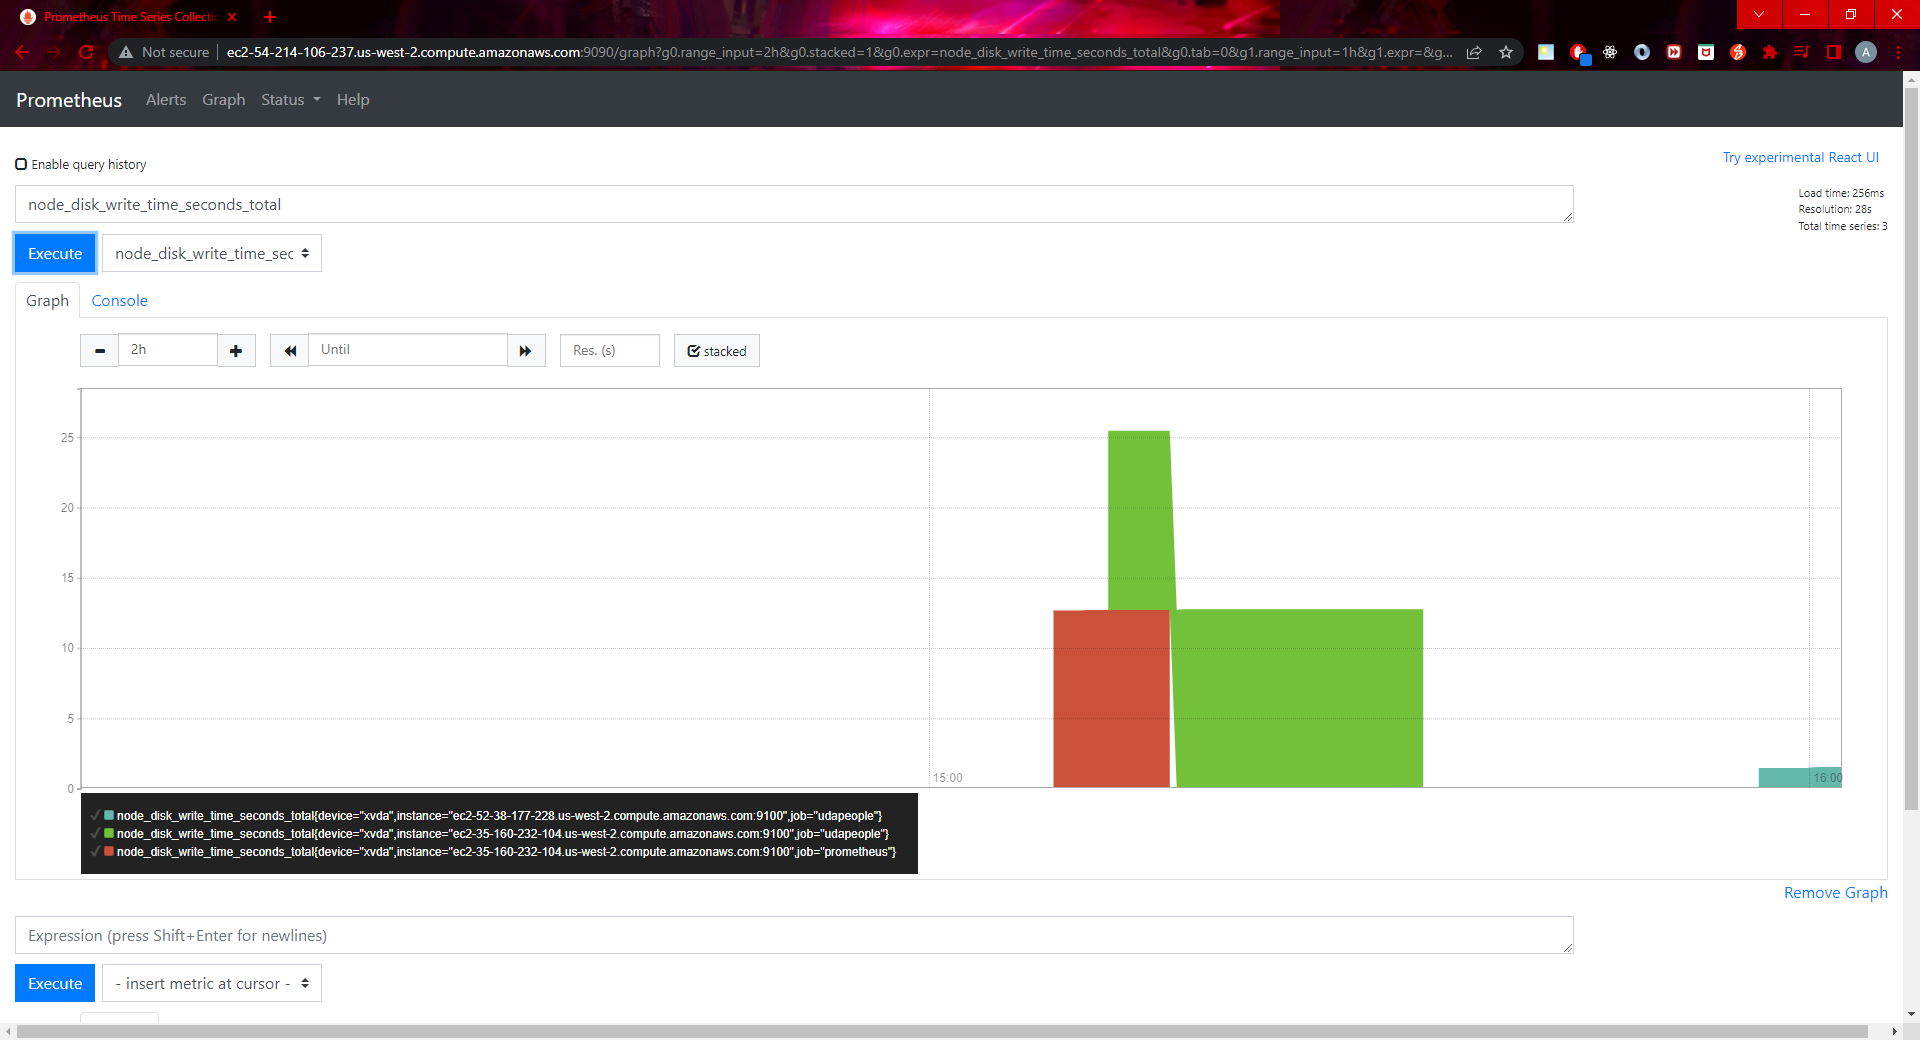 Prometheus Time Series Collectio
Not secure
ec2-54-214-106-237.us-west-2.compute.amazonaws.com:9090/graph?g0.range_input=2h&g0.stacked=1&g0.expr=node_disk_write_time_seconds_total&g0.tab=0&g1.range_input=1h&g1.expr=&g...
A
Prometheus Alerts Graph Status Help
Enable query history
Try experimental React UI
node_disk_write_time_seconds_total
Load time: 256ms
Resolution: 28s
Total time series: 3
Execute node_disk_write_time_sec
Graph Console
2h Until Res. (s) stacked
25
20
15
10
5
0
15:00
16:00
node_disk_write_time_seconds_total{device="xvda",instance="ec2-52-38-177-228.us-west-2.compute.amazonaws.com:9100",job="udapeople"}
node_disk_write_time_seconds_total{device="xvda",instance="ec2-35-160-232-104.us-west-2.compute.amazonaws.com:9100",job="udapeople"}
node_disk_write_time_seconds_total{device="xvda",instance="ec2-35-160-232-104.us-west-2.compute.amazonaws.com:9100",job="prometheus"}
Remove Graph
Expression (press Shift+Enter for newlines)
Execute - insert metric at cursor -